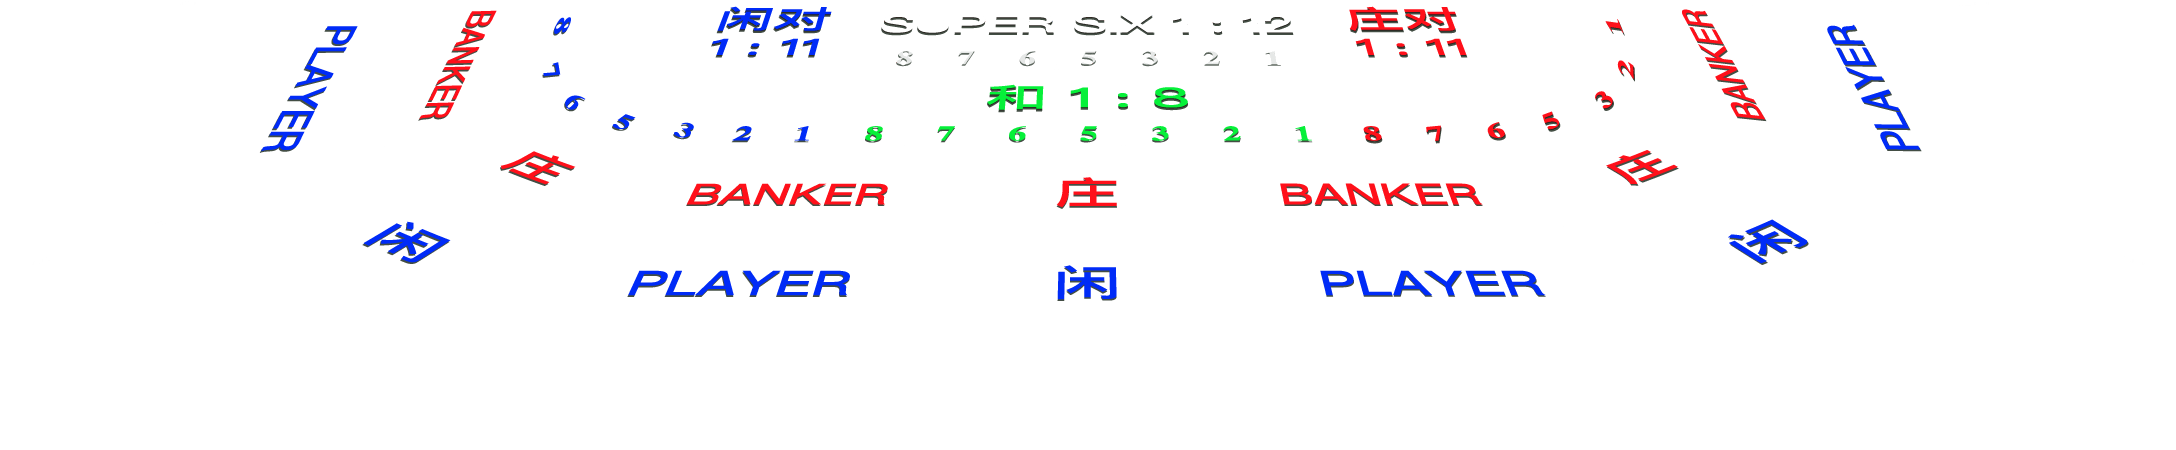 闲对
1 : 11
SUPER SIX 1 : 12
8 7 6 5 3 2 1
庄对
1 : 11
和 1 : 8
PLAYER
BANKER
8 7 6 5 3 2 1
8 7 6 5 3 2 1
8 7 6 5 3 2 1
BANKER
PLAYER
庄
BANKER
庄
BANKER
庄
闲
PLAYER
闲
PLAYER
闲